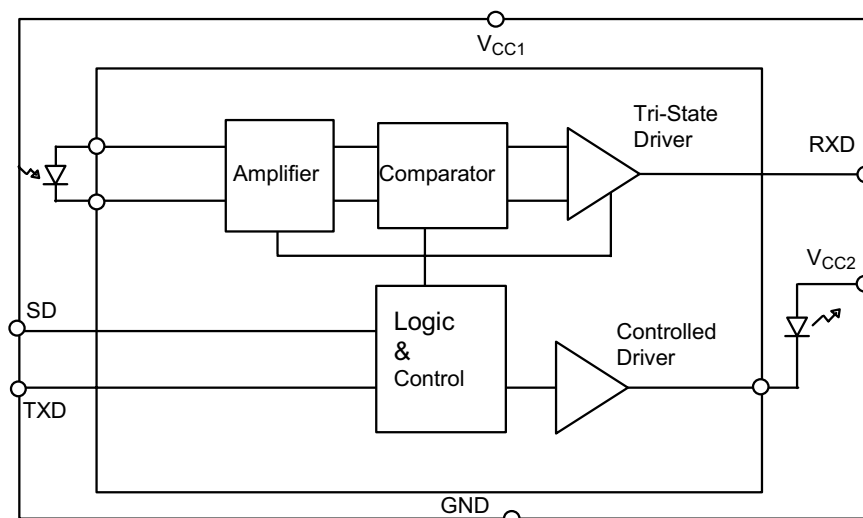 VCC1
Tri-State
Driver
RXD
Amplifier
Comparator
VCC2
SD
Logic
&
Control
Controlled
Driver
TXD
GND